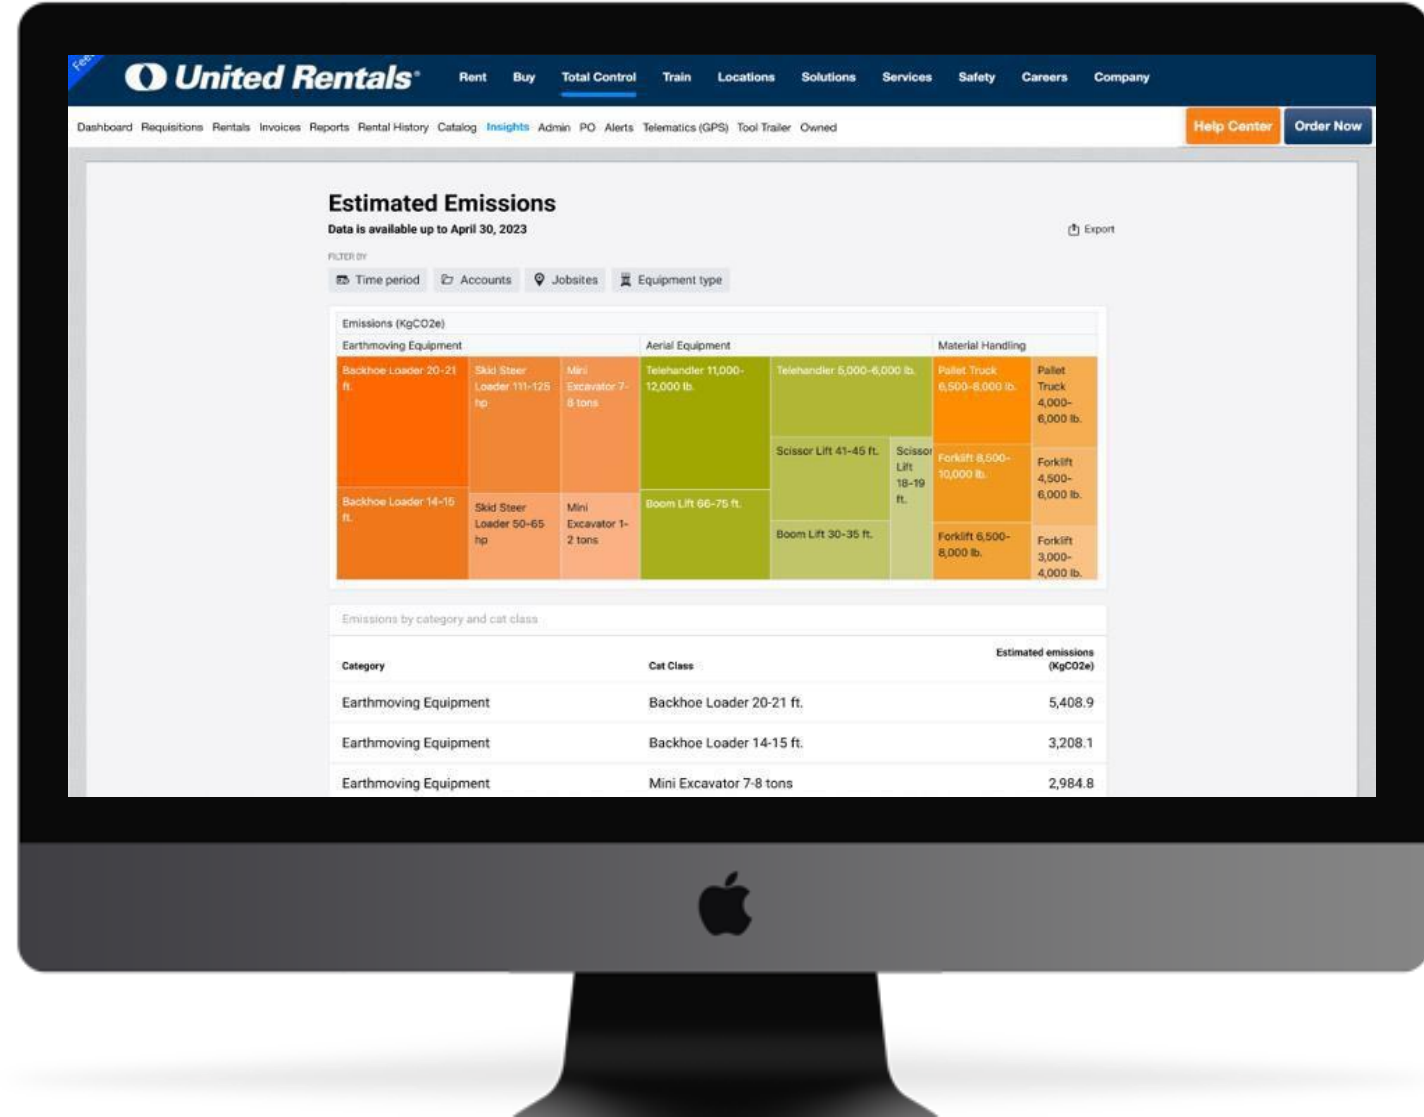 Fee
United Rentals®
Rent Buy Total Control Train Locations Solutions Services Safety Careers Company
Dashboard Requisitions Rentals Invoices Reports Rental History Catalog Insights Admin PO Alerts Telematics (GPS) Tool Trailer Owned
Help Center Order Now
Estimated Emissions
Data is available up to April 30, 2023
Export
FILTER BY
Time period Accounts Jobsites Equipment type
Emissions (KgCO2e)
Earthmoving Equipment
Backhoe Loader 20-21
ft.
Skid Steer
Loader 111-125
hp
Mini
Excavator 7-
8 tons
Backhoe Loader 14-15
ft.
Skid Steer
Loader 50-65
hp
Mini
Excavator 1-
2 tons
Aerial Equipment
Telehandler 11,000-
12,000 lb.
Telehandler 5,000-6,000 lb.
Boom Lift 66-75 ft.
Scissor Lift 41-45 ft.
Scissor
Lift
18-19
ft.
Boom Lift 30-35 ft.
Material Handling
Pallet Truck
6,500-8,000 lb.
Pallet
Truck
4,000-
6,000 lb.
Forklift 8,500-
10,000 lb.
Forklift
4,500-
6,000 lb.
Forklift 6,500-
8,000 lb.
Forklift
3,000-
4,000 lb.
Emissions by category and cat class
Category Cat Class Estimated emissions
(KgCO2e)
Earthmoving Equipment Backhoe Loader 20-21 ft. 5,408.9
Earthmoving Equipment Backhoe Loader 14-15 ft. 3,208.1
Earthmoving Equipment Mini Excavator 7-8 tons 2,984.8